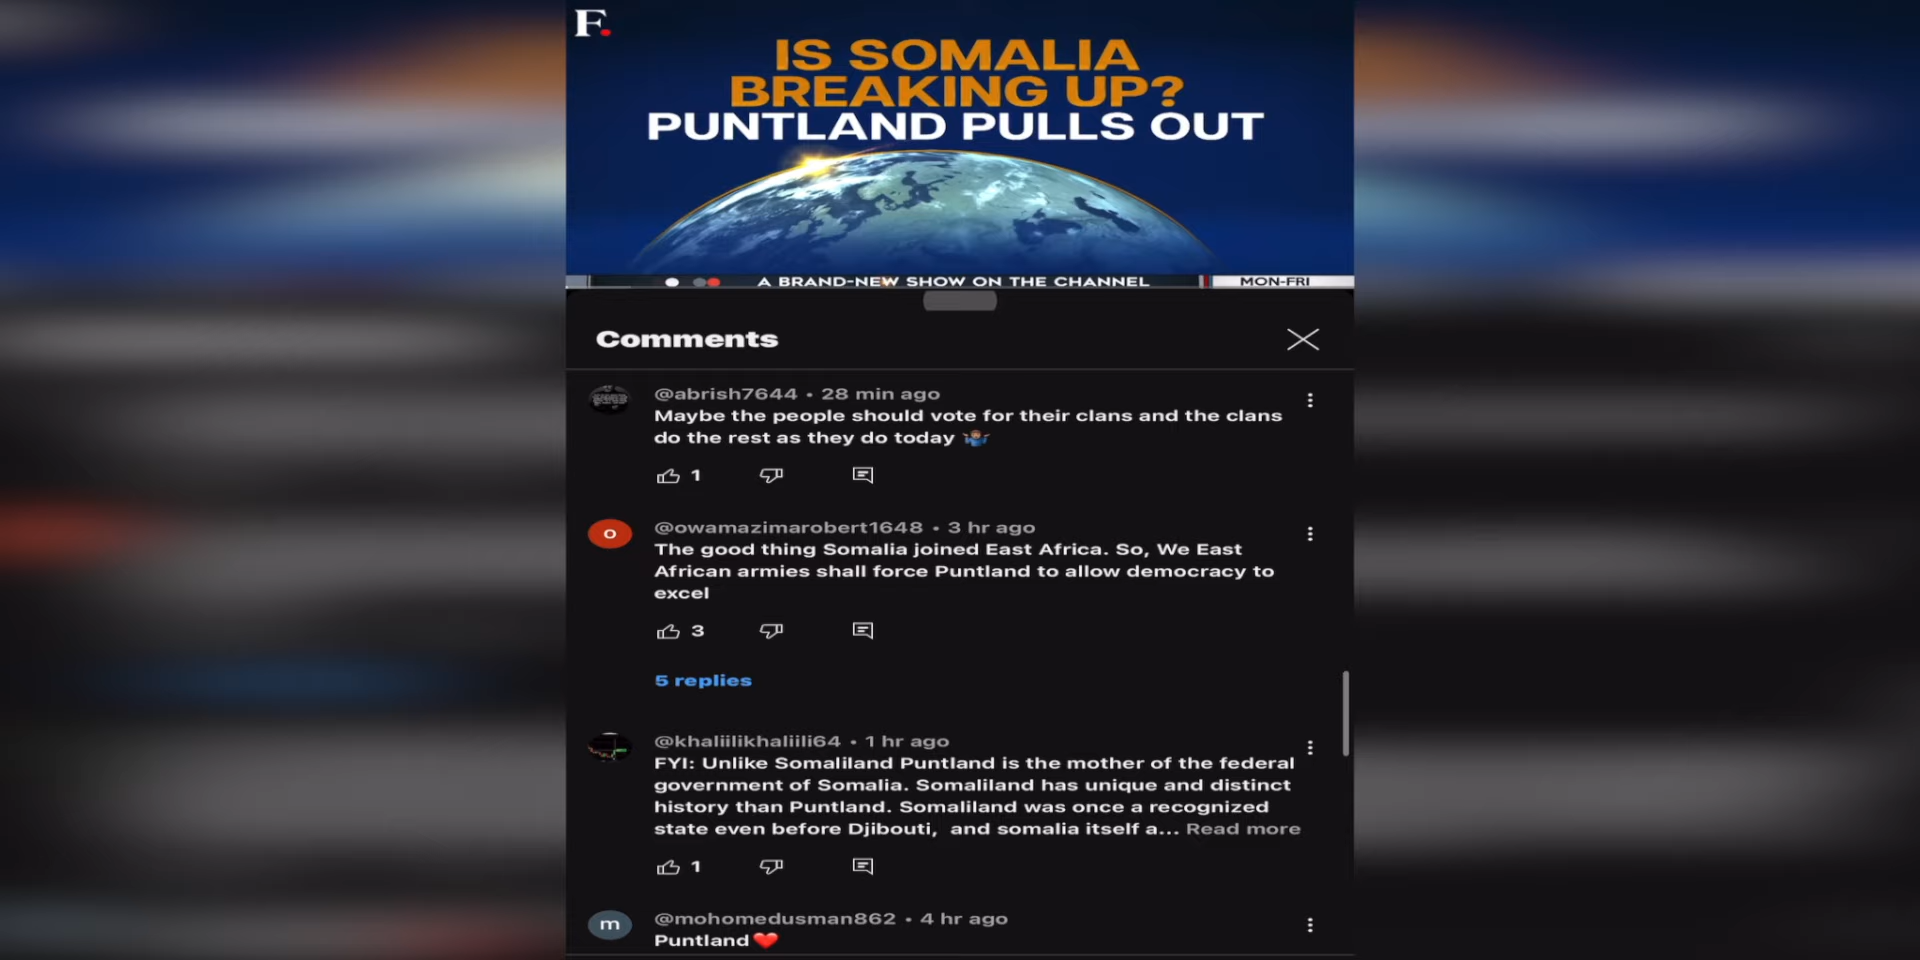 F.
IS SOMALIA
BREAKING UP?
PUNTLAND PULLS OUT
A BRAND-NEW SHOW ON THE CHANNEL
MON-FRI
Comments
@abrish7644 • 28 min ago
Maybe the people should vote for their clans and the clans
do the rest as they do today 🤷🏽‍♂️
1
O
@owamazimarobert1648 • 3 hr ago
The good thing Somalia joined East Africa. So, We East
African armies shall force Puntland to allow democracy to
excel
3
5 replies
@khaliilikhaliili64 • 1 hr ago
FYI: Unlike Somaliland Puntland is the mother of the federal
government of Somalia. Somaliland has unique and distinct
history than Puntland. Somaliland was once a recognized
state even before Djibouti,  and somalia itself a... Read more
1
m
@mohomedusman862 • 4 hr ago
Puntland❤️